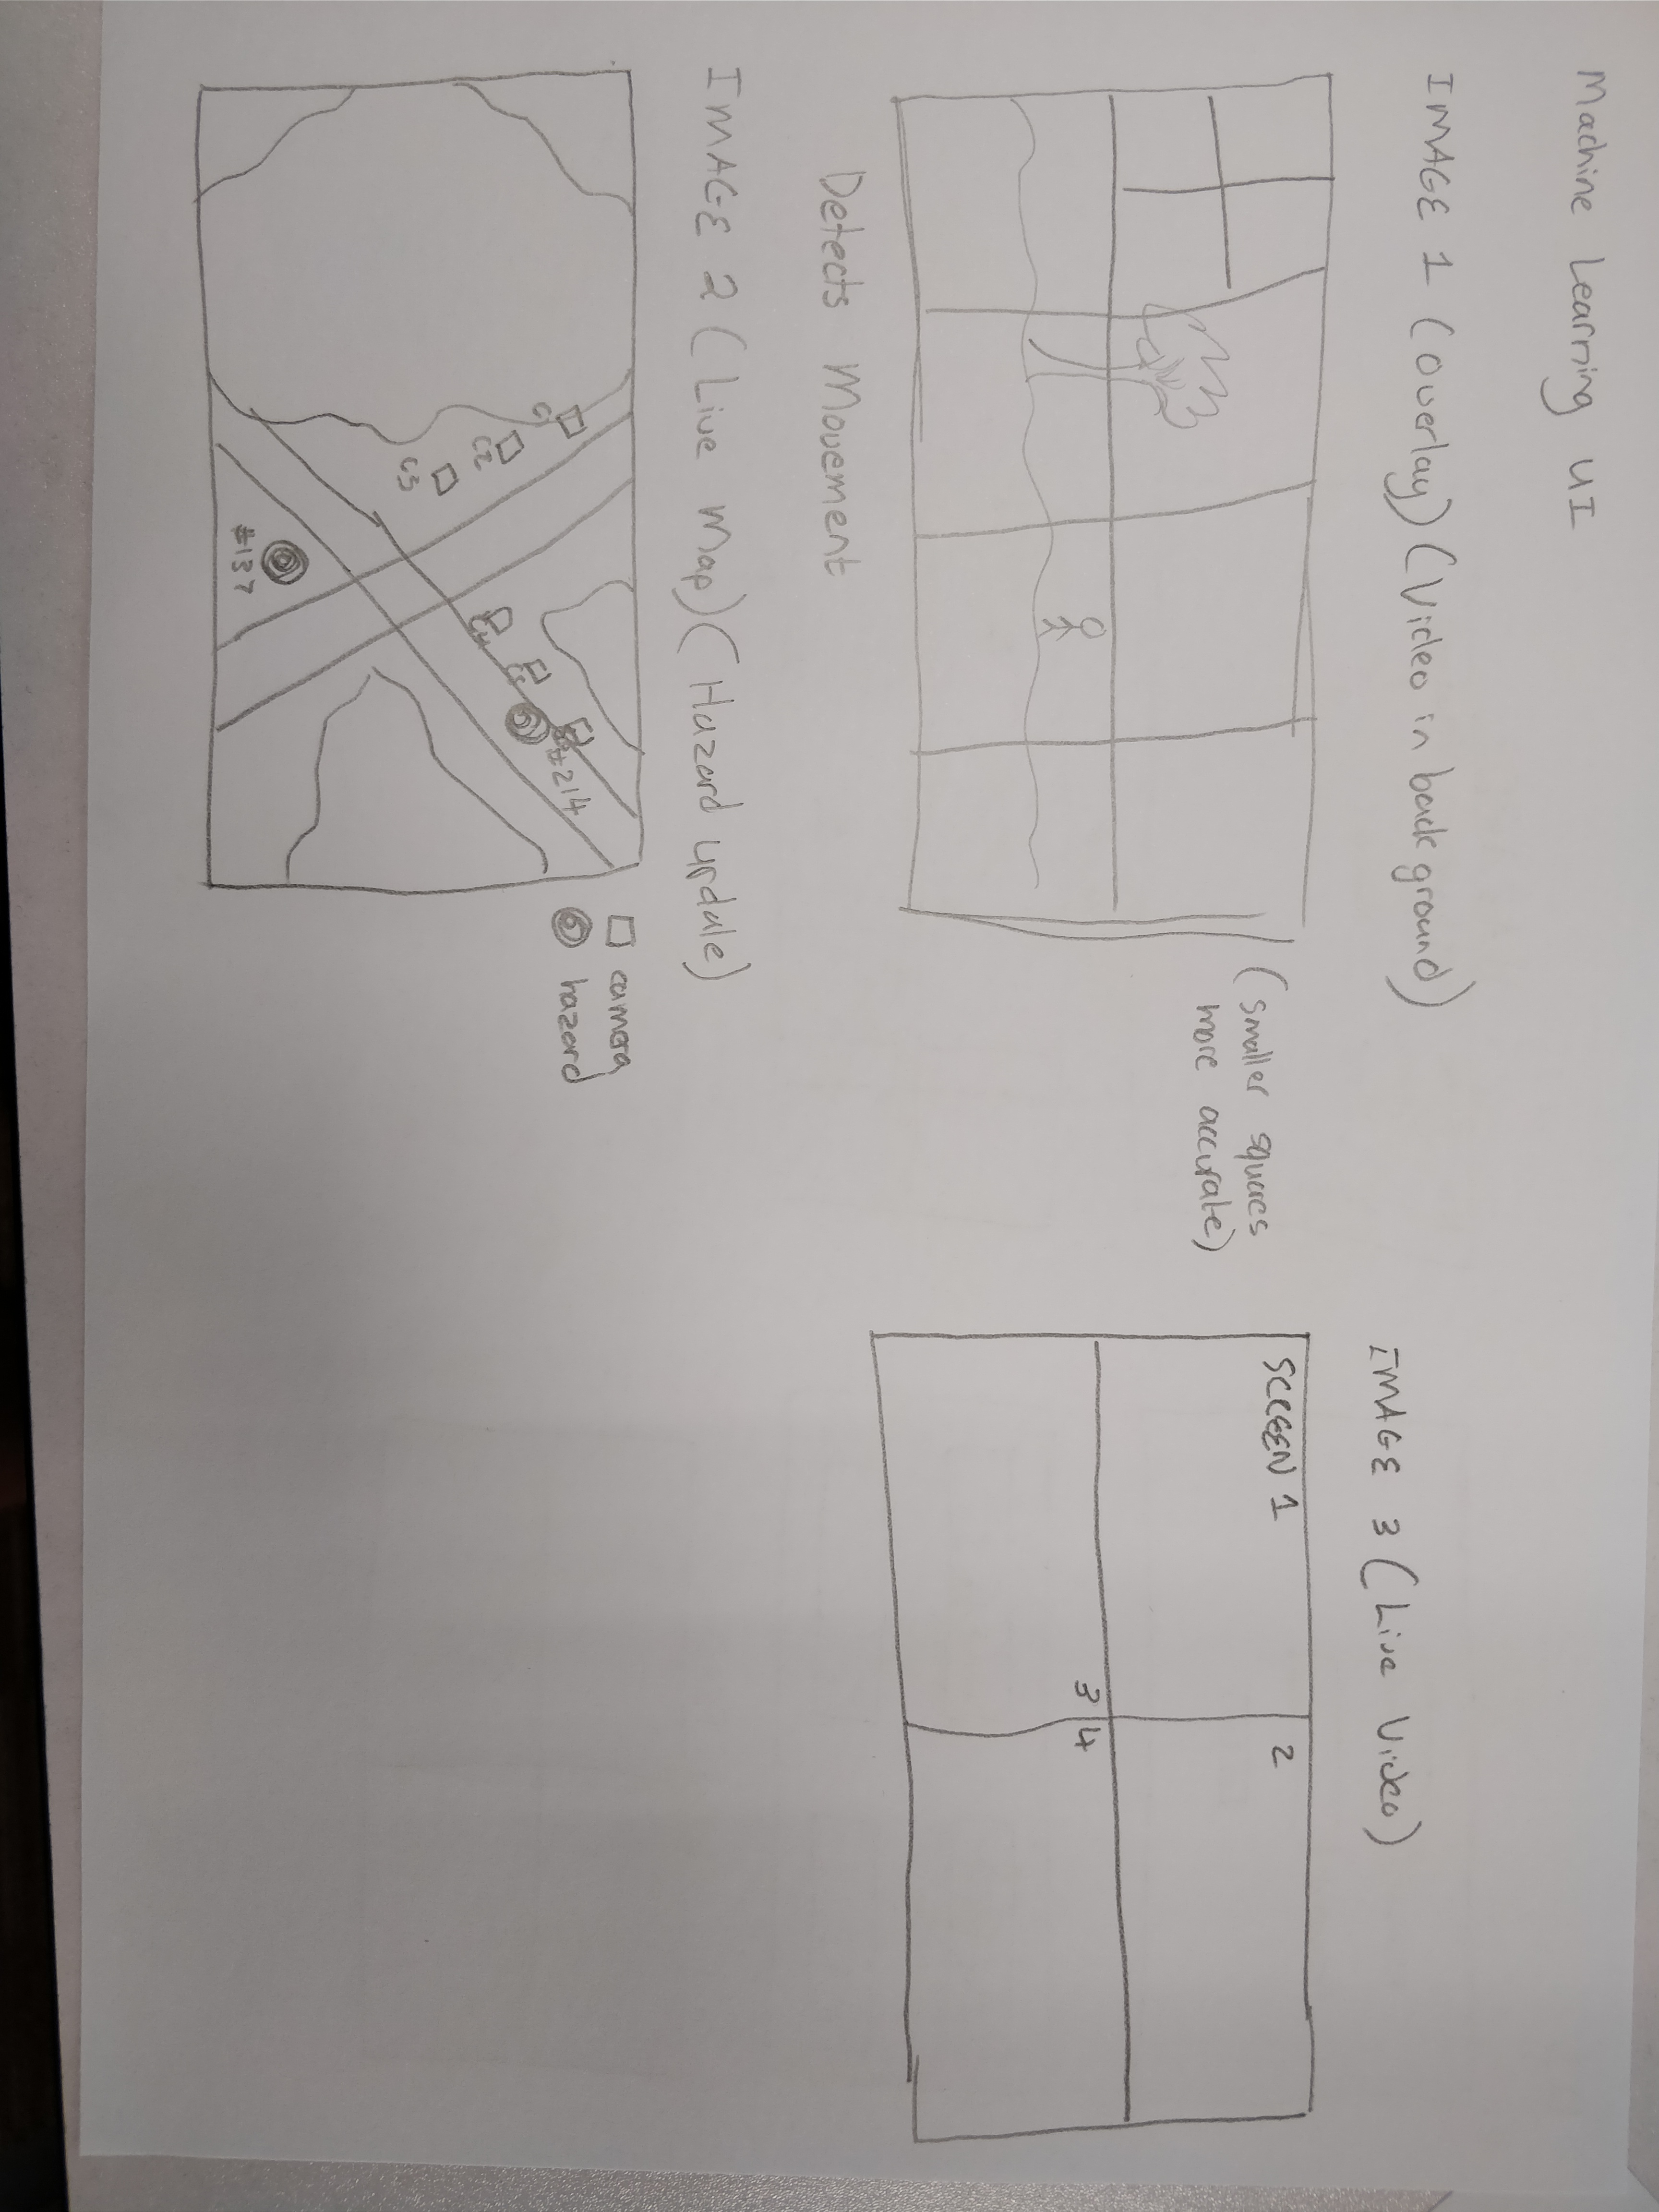 Machine Learning UI
IMAGE 1 (overlay) (Video in background)
(smaller squares
more accurate)
Detects Movement
IMAGE 2 (Live Map) (Hazard update)
C1
C2
C3
C4
C5
#214
#137
camera
hazard
IMAGE 3 (Live Video)
SCREEN 1
2
3
4